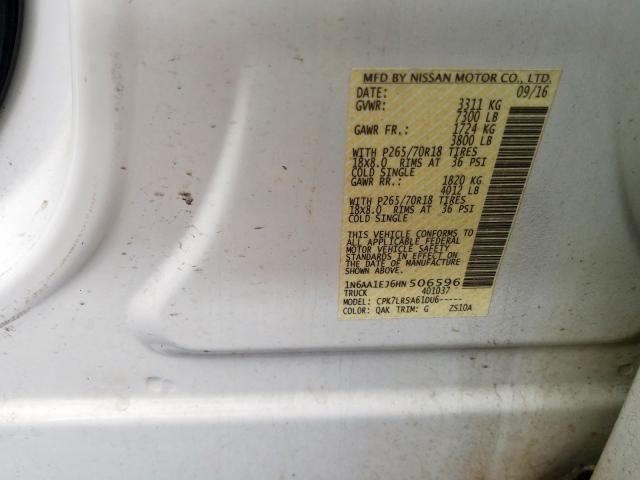 MFD BY NISSAN MOTOR CO., LTD.
DATE: 09/16
GVWR: 3311 KG
7300 LB
GAWR FR.: 1724 KG
3800 LB
WITH P265/70R18 TIRES
18x8.0 RIMS AT 36 PSI
COLD SINGLE
GAWR RR.: 1820 KG
4012 LB
WITH P265/70R18 TIRES
18x8.0 RIMS AT 36 PSI
COLD SINGLE
THIS VEHICLE CONFORMS TO
ALL APPLICABLE FEDERAL
MOTOR VEHICLE SAFETY
STANDARDS IN EFFECT ON
THE DATE OF MANUFACTURE
SHOWN ABOVE.
1N6AA1EJ6HN506596
TRUCK 401037
MODEL: CPK7LRSA61DU6-----
COLOR: QAK TRIM: G ZS10A